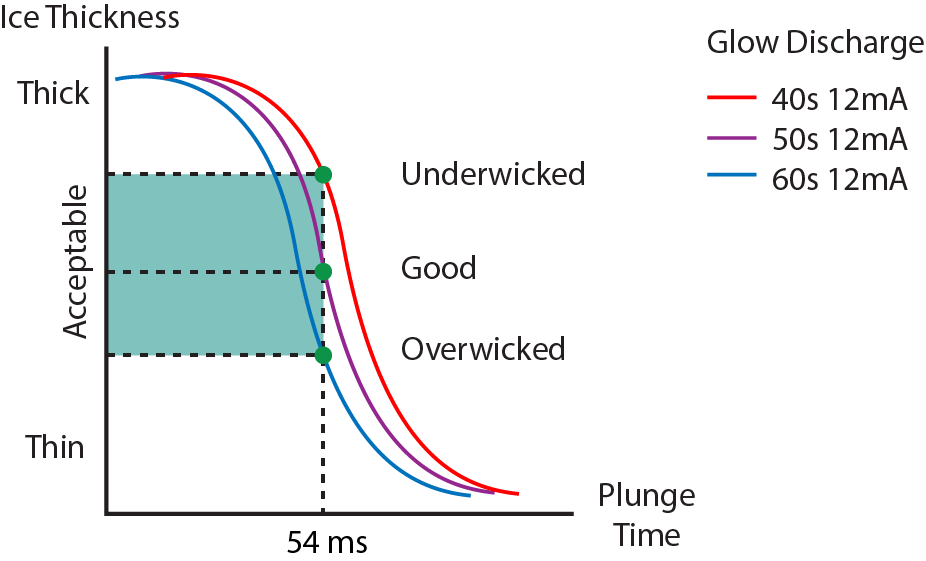 Ice Thickness
Glow Discharge
Thick
40s 12mA
50s 12mA
60s 12mA
Underwicked
Acceptable
Good
Overwicked
Thin
Plunge
Time
54 ms